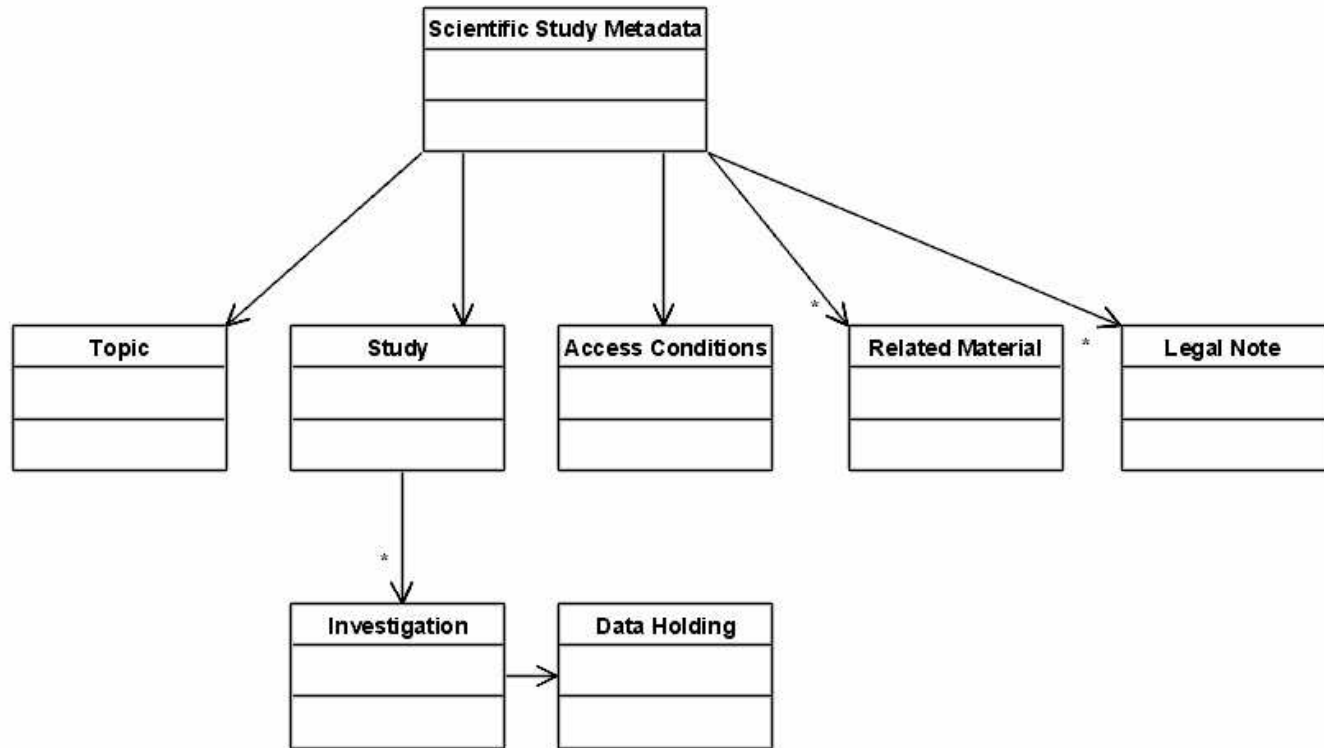 Scientific Study Metadata
*
Topic
Study
Access Conditions
Related Material
*
Legal Note
*
Investigation
Data Holding